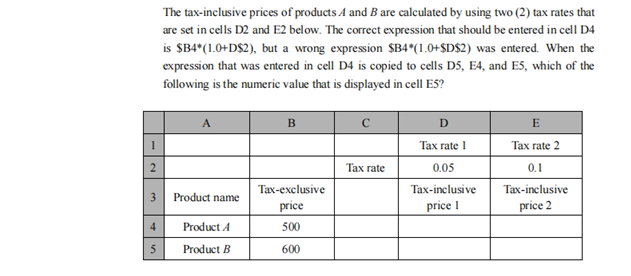 The tax-inclusive prices of products A and B are calculated by using two (2) tax rates that
are set in cells D2 and E2 below. The correct expression that should be entered in cell D4
is $B4*(1.0+D$2), but a wrong expression $B4*(1.0+$D$2) was entered. When the
expression that was entered in cell D4 is copied to cells D5, E4, and E5, which of the
following is the numeric value that is displayed in cell E5?
A B C D E
1 Tax rate 1 Tax rate 2
2 Tax rate 0.05 0.1
3 Product name Tax-exclusive price Tax-inclusive price 1 Tax-inclusive price 2
4 Product A 500
5 Product B 600